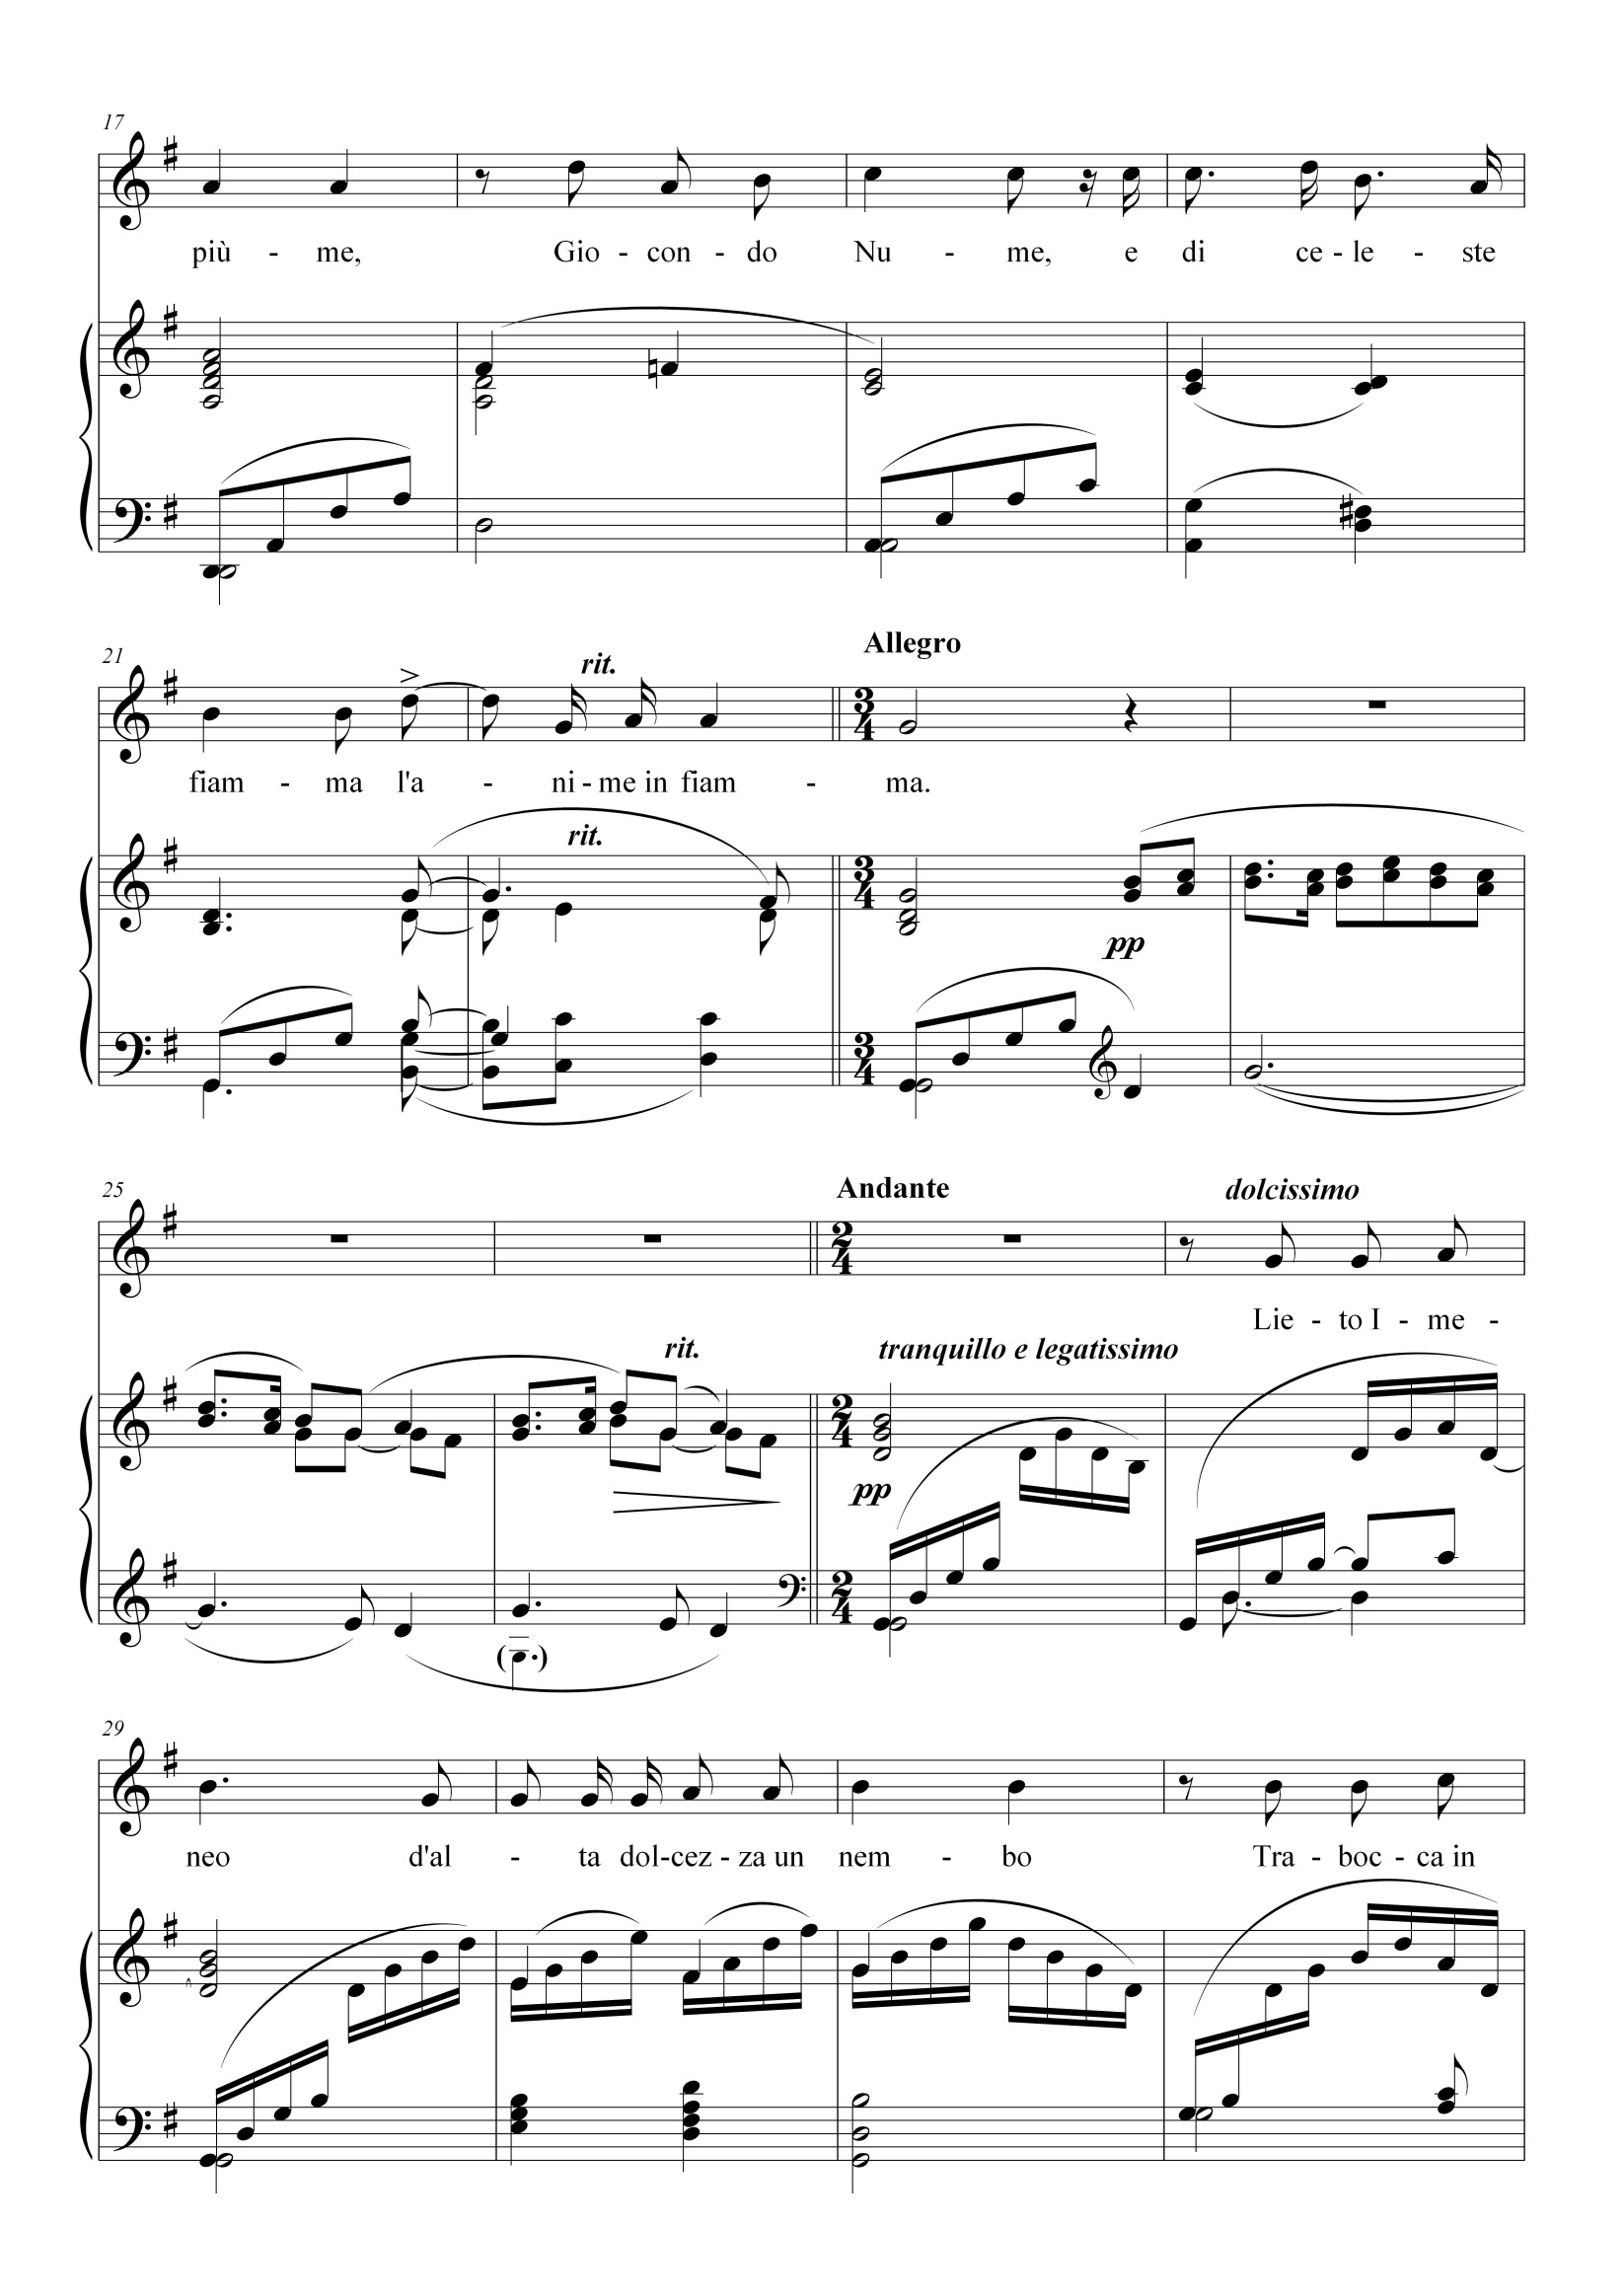 17
più - me, Gio - con - do Nu - me, e di ce - le - ste
21
Allegro
rit.
fiam - ma l'a - ni - me in fiam - ma.
rit.
pp
25
Andante
dolcissimo
Lie - to I - me -
rit.
tranquillo e legatissimo
pp
29
neo d'al - ta dol-cez - za un nem - bo Tra - boc - ca in